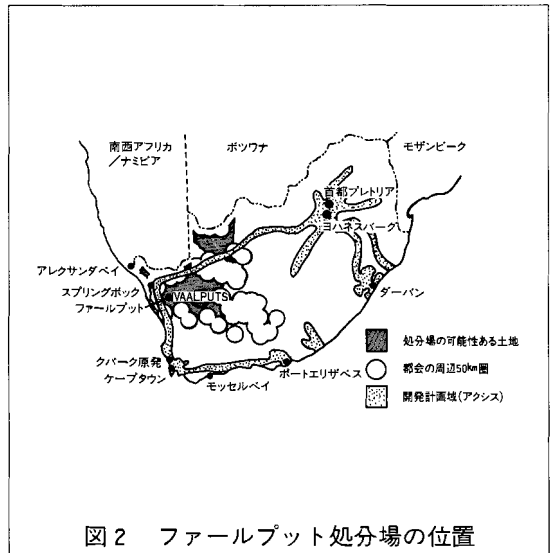 南西アフリカ
/ナミビア
ボツワナ
モザンビーク
首都プレトリア
ヨハネスバーグ
アレクサンダベイ
スプリングボック
VAALPUTS
ファールプット
ダーバン
クバーク原発
ケープタウン
モッセルベイ
ポートエリザベス
処分場の可能性ある土地
都会の周辺50km圏
開発計画域(アクシス)
図2 ファールプット処分場の位置